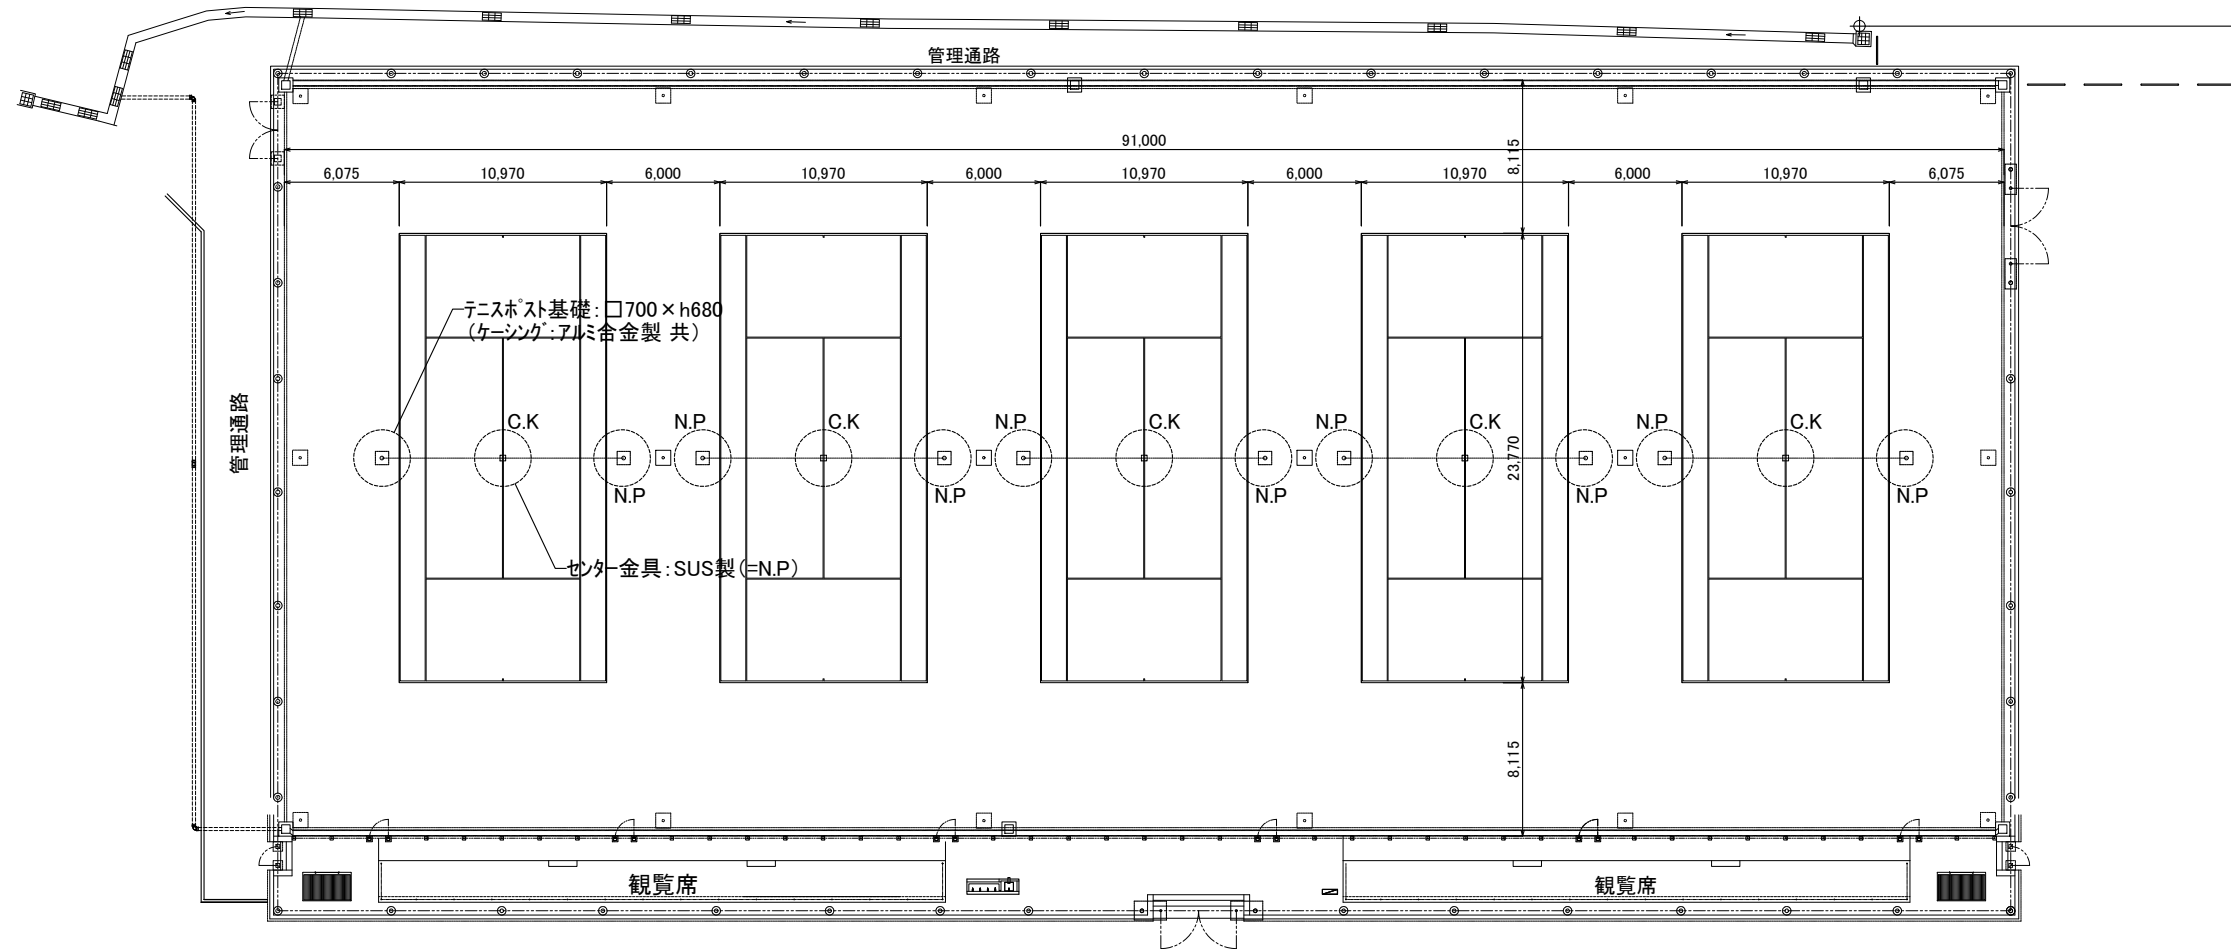 管理通路
91,000
8,115
6,075
10,970
6,000
10,970
6,000
10,970
6,000
10,970
6,000
10,970
6,075
テニスポスト基礎:□700×h680
(ケーシング:アルミ合金製 共)
管理通路
C.K
N.P
C.K
N.P
C.K
N.P
C.K
N.P
C.K
23,770
N.P
N.P
N.P
N.P
N.P
センター金具:SUS製(=N.P)
8,115
観覧席
観覧席